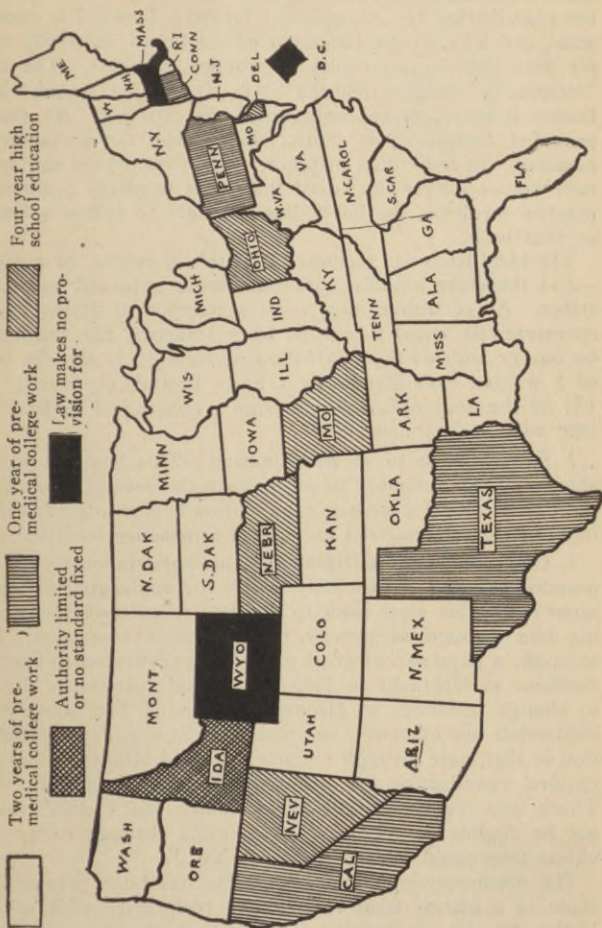 Two years of pre-
medical college work
One year of pre-
medical college work
Four year high
school education
Authority limited
or no standard fixed
Law makes no pro-
vision for
WASH
ORE
CAL
NEV
IDA
MONT
WYO
UTAH
ARIZ
COLO
N. MEX
N. DAK
S. DAK
NEBR
KAN
OKLA
TEXAS
MINN
IOWA
MO
ARK
LA
WIS
ILL
MICH
IND
OHIO
KY
TENN
MISS
ALA
GA
FLA
S. CAR
N. CAROL
VA
W. VA
MD
DEL
D.C.
PENN
N.J
N.Y
CONN
RI
MASS
VT
NH
ME